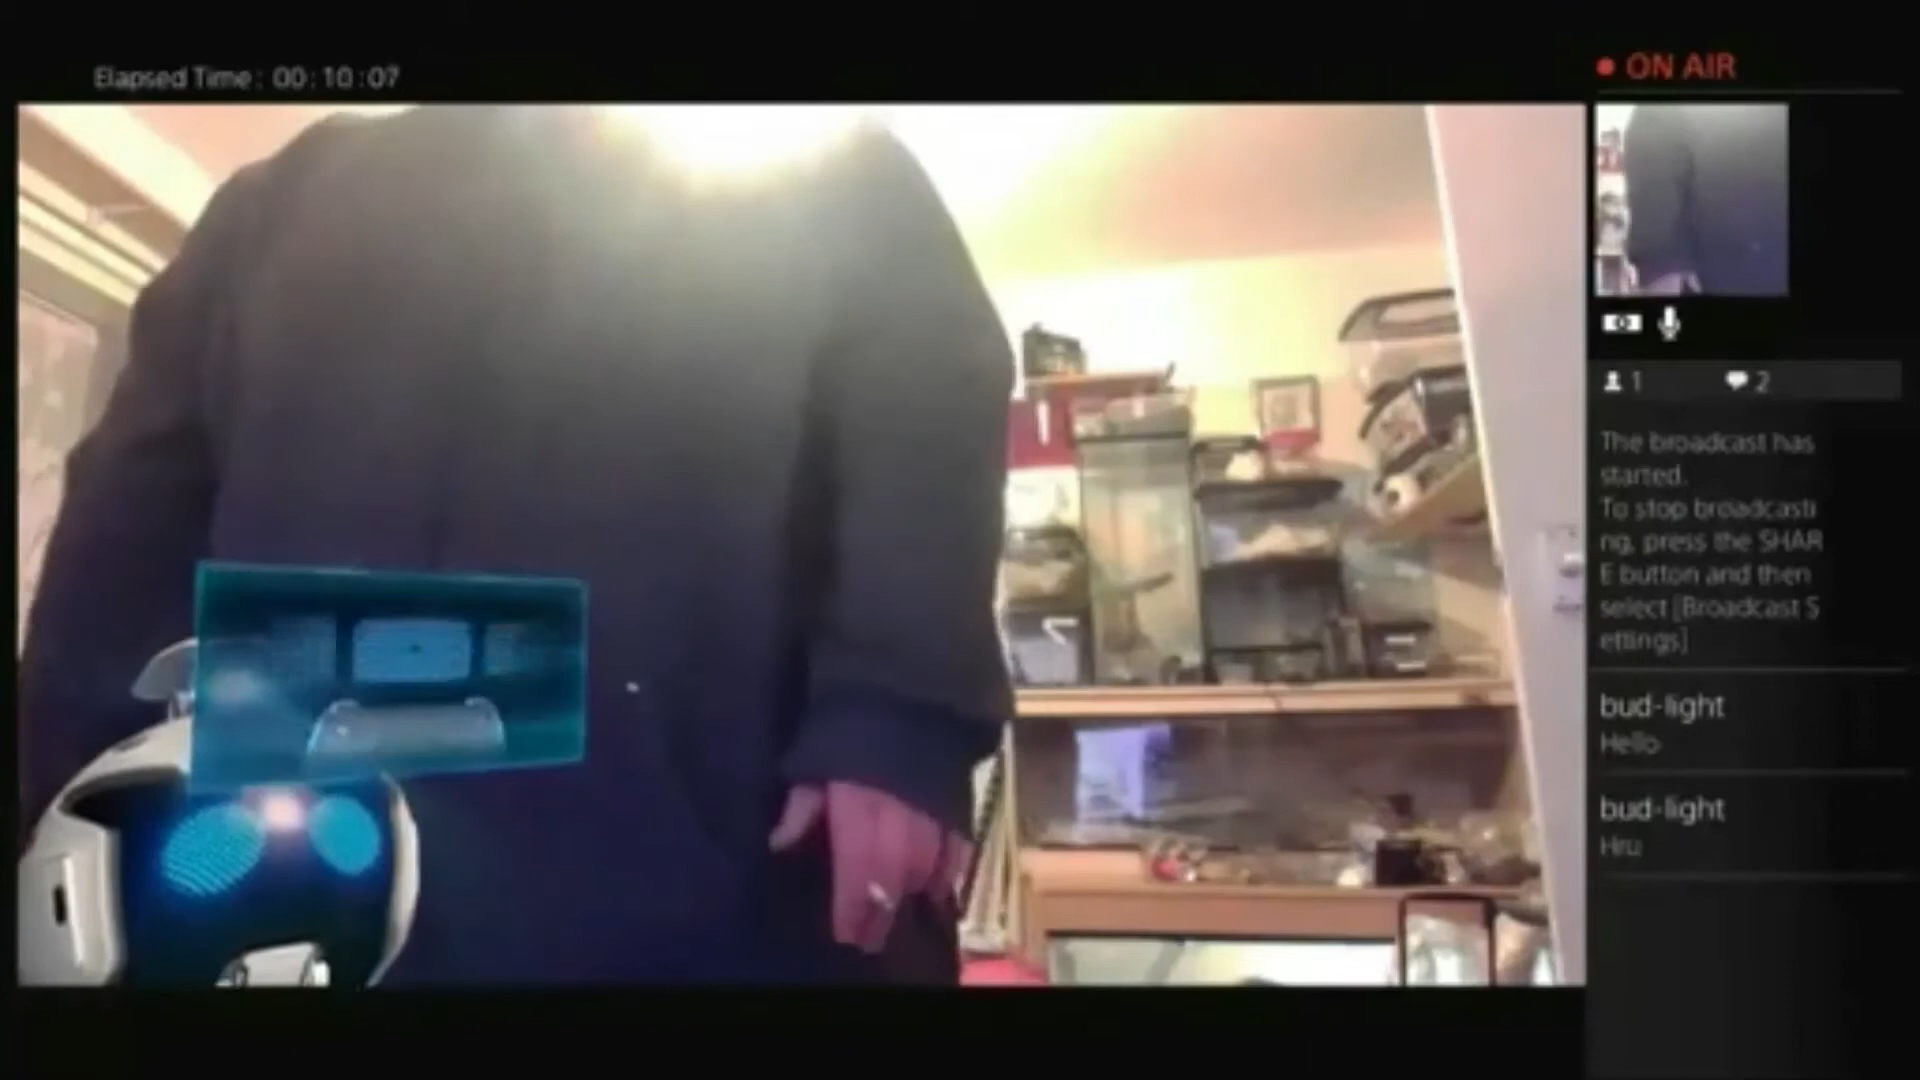 Elapsed Time: 00:10:07
ON AIR
1
2
The broadcast has
started.
To stop broadcasti
ng, press the SHAR
E button and then
select [Broadcast S
ettings]
bud-light
Hello
bud-light
Hru